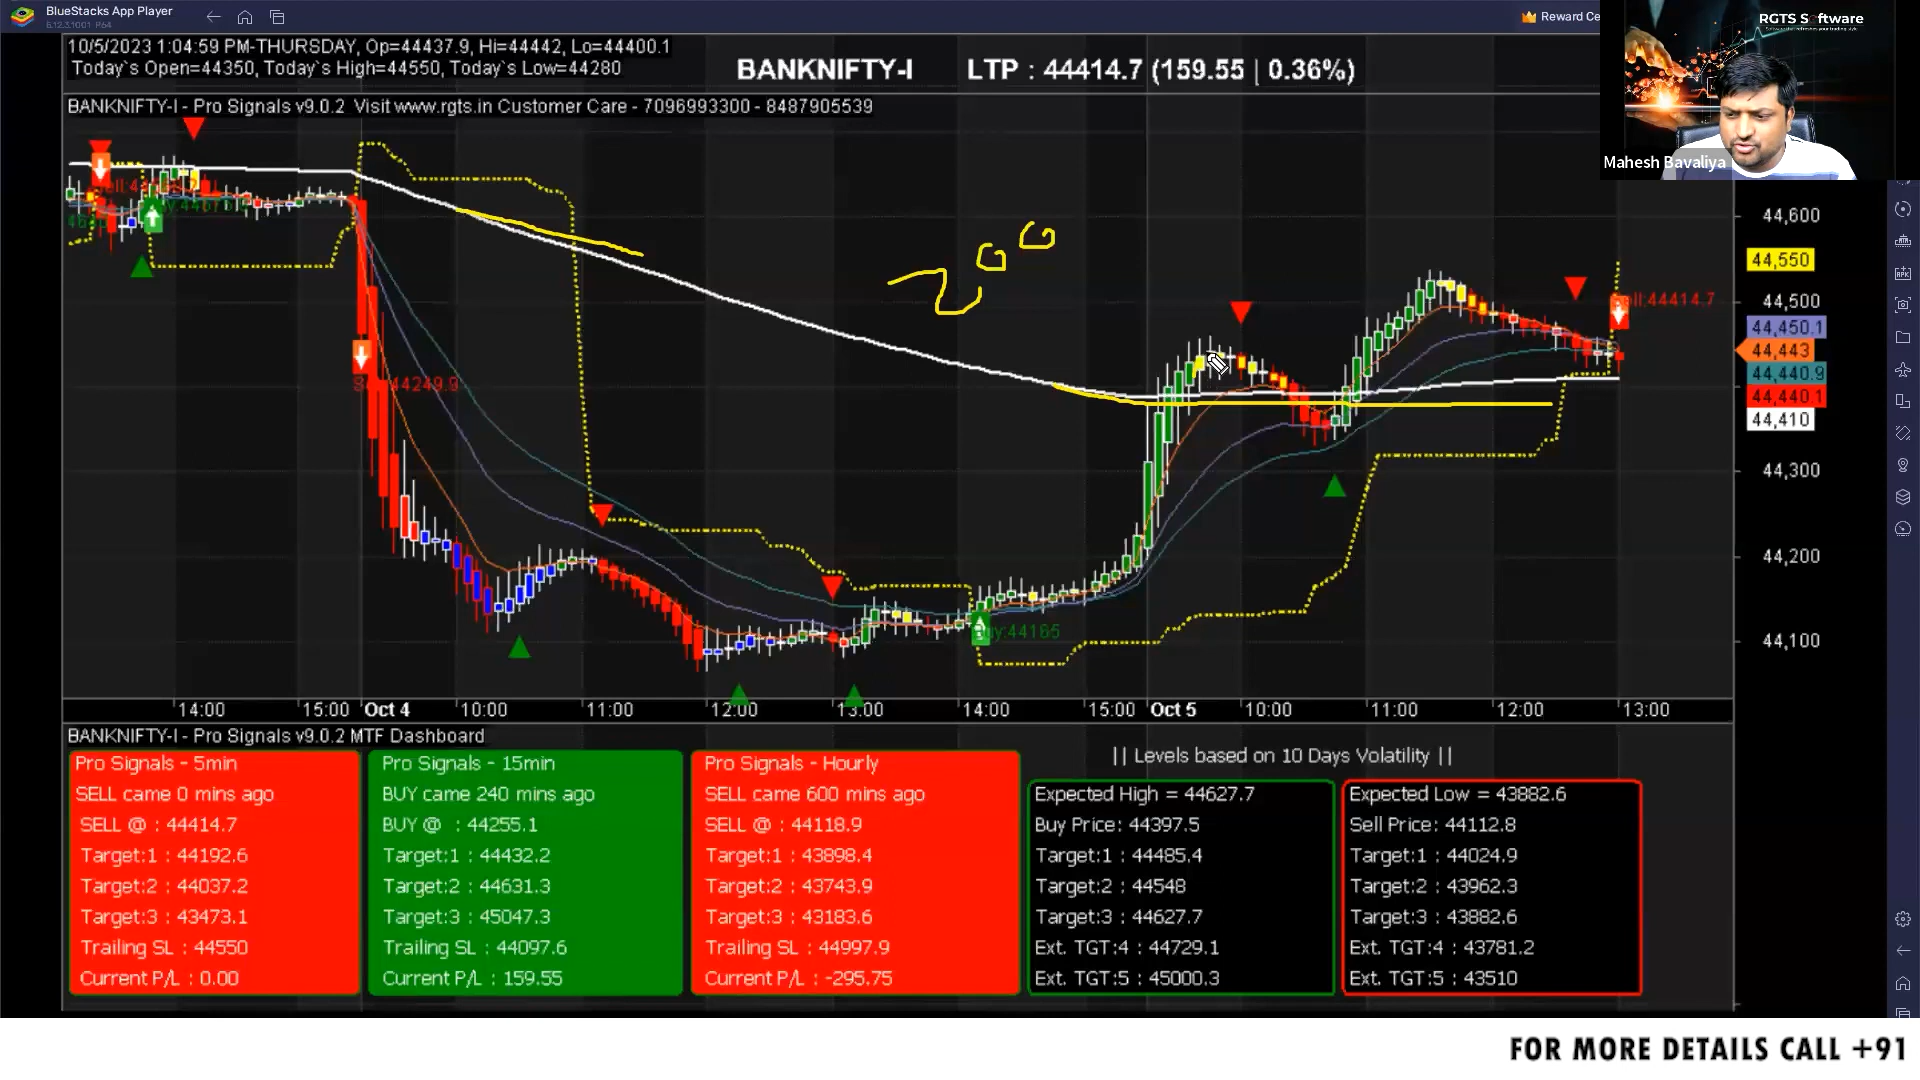 BlueStacks App Player
5.12.3.1001 P64
Reward Ce
RGTS Software
Mahesh Bavaliya
10/5/2023 1:04:59 PM-THURSDAY, Op=44437.9, Hi=44442, Lo=44400.1
Today`s Open=44350, Today`s High=44550, Today`s Low=44280
BANKNIFTY-I LTP : 44414.7 (159.55 | 0.36%)
BANKNIFTY-I - Pro Signals v9.0.2 Visit www.rgts.in Customer Care - 7096993300 - 8487905539
200
44,600
44,550
44,500
44,450.1
44,443
44,440.9
44,440.1
44,410
44,300
44,200
44,100
:44414.7
44249.9
:44165
14:00 15:00 Oct 4 10:00 11:00 12:00 13:00 14:00 15:00 Oct 5 10:00 11:00 12:00 13:00
BANKNIFTY-I - Pro Signals v9.0.2 MTF Dashboard
Pro Signals - 5min
SELL came 0 mins ago
SELL @ : 44414.7
Target:1 : 44192.6
Target:2 : 44037.2
Target:3 : 43473.1
Trailing SL : 44550
Current P/L : 0.00
Pro Signals - 15min
BUY came 240 mins ago
BUY @ : 44255.1
Target:1 : 44432.2
Target:2 : 44631.3
Target:3 : 45047.3
Trailing SL : 44097.6
Current P/L : 159.55
Pro Signals - Hourly
SELL came 600 mins ago
SELL @ : 44118.9
Target:1 : 43898.4
Target:2 : 43743.9
Target:3 : 43183.6
Trailing SL : 44997.9
Current P/L : -295.75
|| Levels based on 10 Days Volatility ||
Expected High = 44627.7
Buy Price: 44397.5
Target:1 : 44485.4
Target:2 : 44548
Target:3 : 44627.7
Ext. TGT:4 : 44729.1
Ext. TGT:5 : 45000.3
Expected Low = 43882.6
Sell Price: 44112.8
Target:1 : 44024.9
Target:2 : 43962.3
Target:3 : 43882.6
Ext. TGT:4 : 43781.2
Ext. TGT:5 : 43510
FOR MORE DETAILS CALL +91